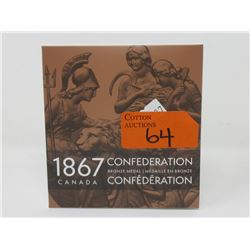 COTTON
AUCTIONS
64
1867 CONFEDERATION
BRONZE MEDAL | MÉDAILLE EN BRONZE
CANADA CONFÉDÉRATION